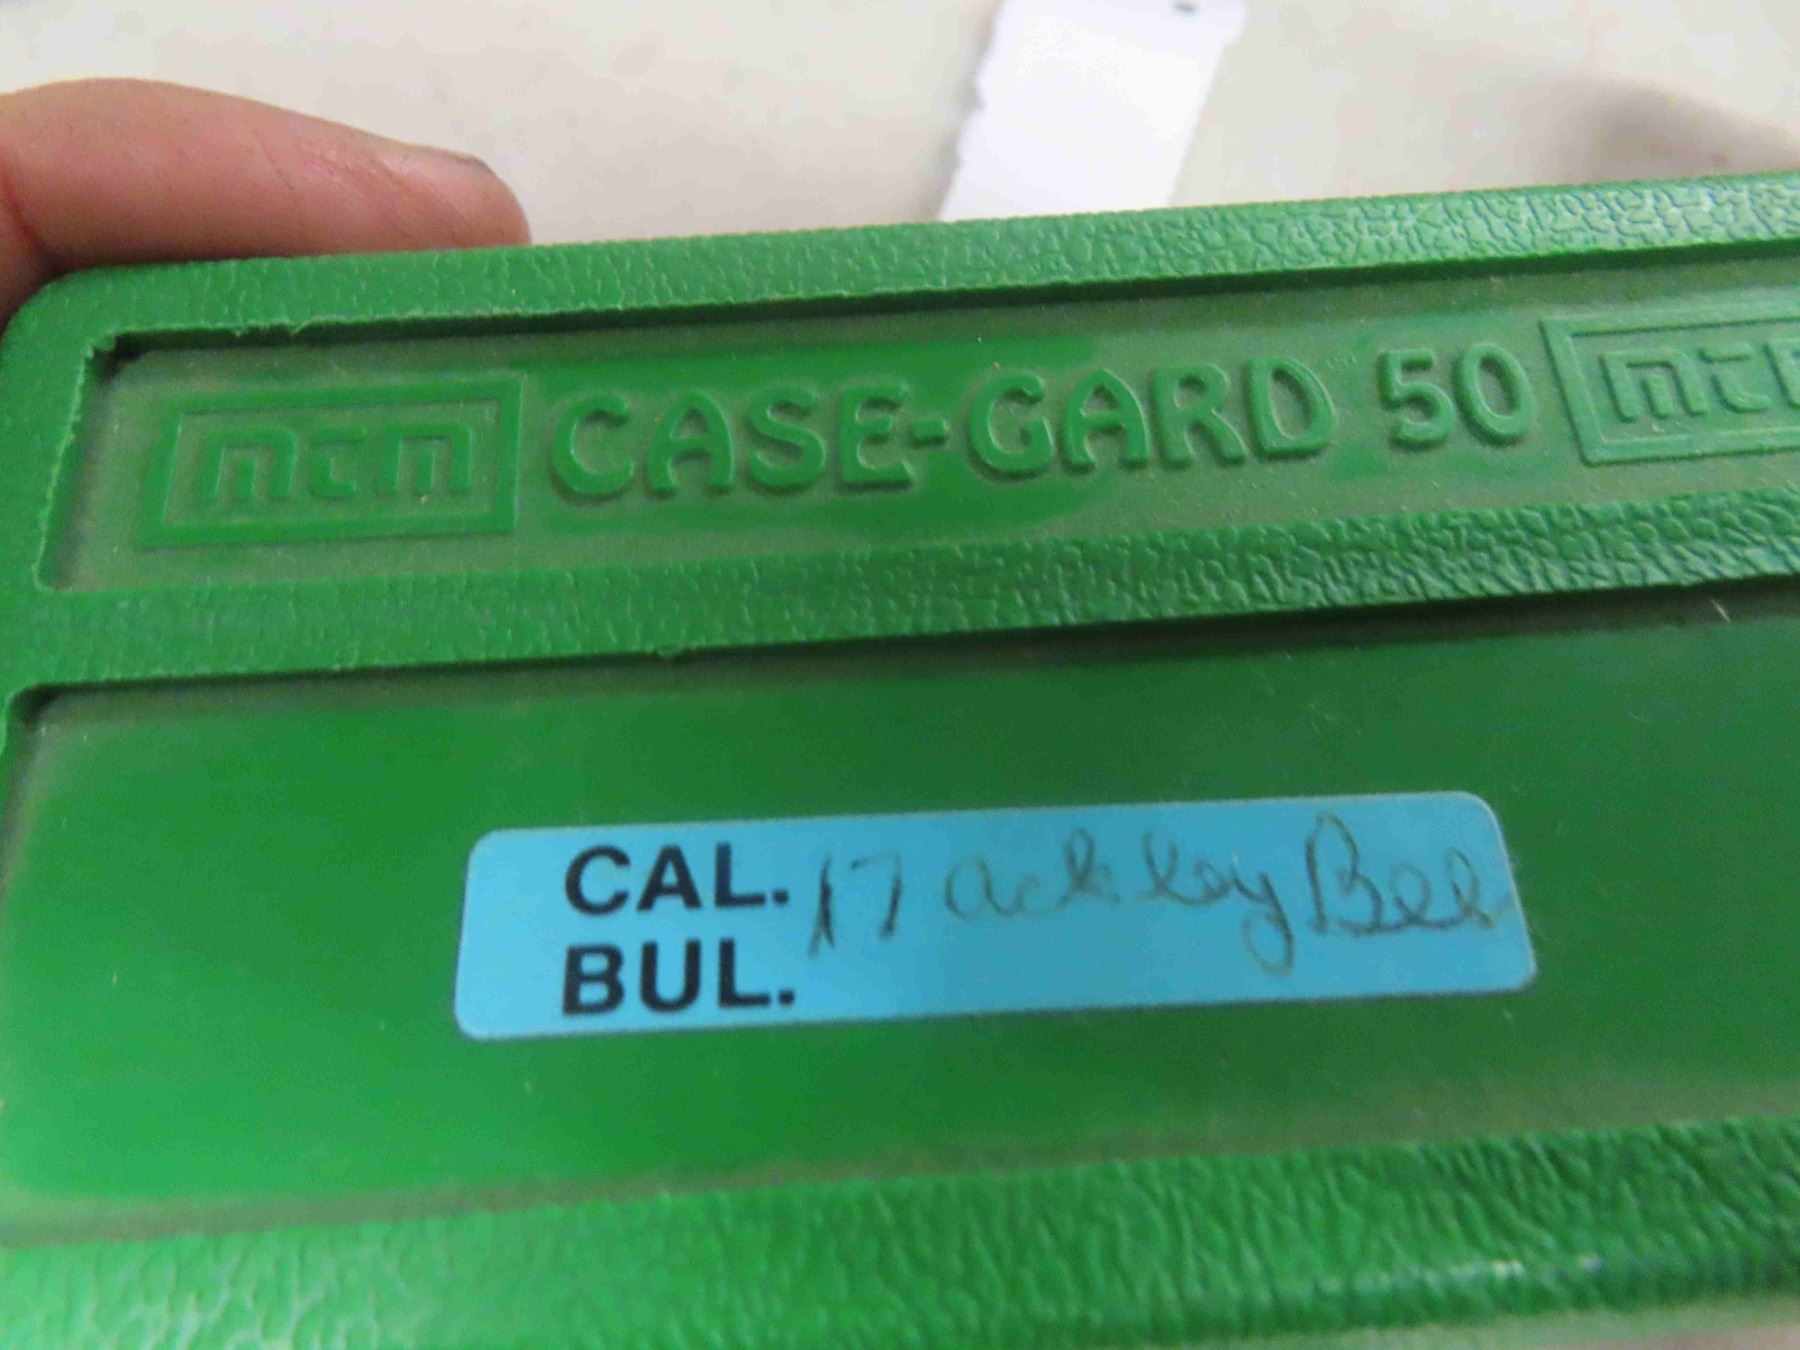 mtm CASE-GARD 50 mtm
CAL. 17 ackley Bee
BUL.